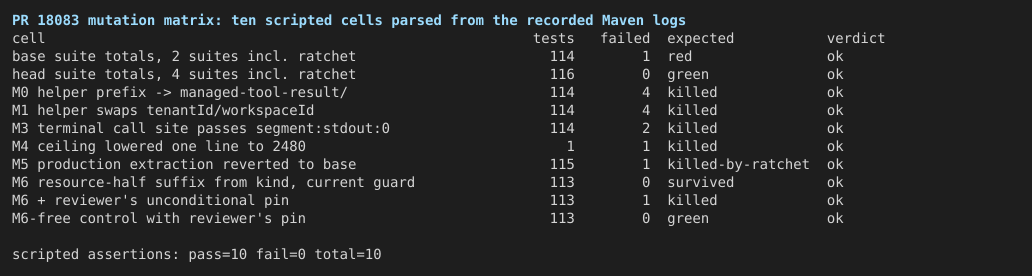 PR 18083 mutation matrix: ten scripted cells parsed from the recorded Maven logs
cell tests failed expected verdict
base suite totals, 2 suites incl. ratchet 114 1 red ok
head suite totals, 4 suites incl. ratchet 116 0 green ok
M0 helper prefix -> managed-tool-result/ 114 4 killed ok
M1 helper swaps tenantId/workspaceId 114 4 killed ok
M3 terminal call site passes segment:stdout:0 114 2 killed ok
M4 ceiling lowered one line to 2480 1 1 killed ok
M5 production extraction reverted to base 115 1 killed-by-ratchet ok
M6 resource-half suffix from kind, current guard 113 0 survived ok
M6 + reviewer's unconditional pin 113 1 killed ok
M6-free control with reviewer's pin 113 0 green ok
scripted assertions: pass=10 fail=0 total=10